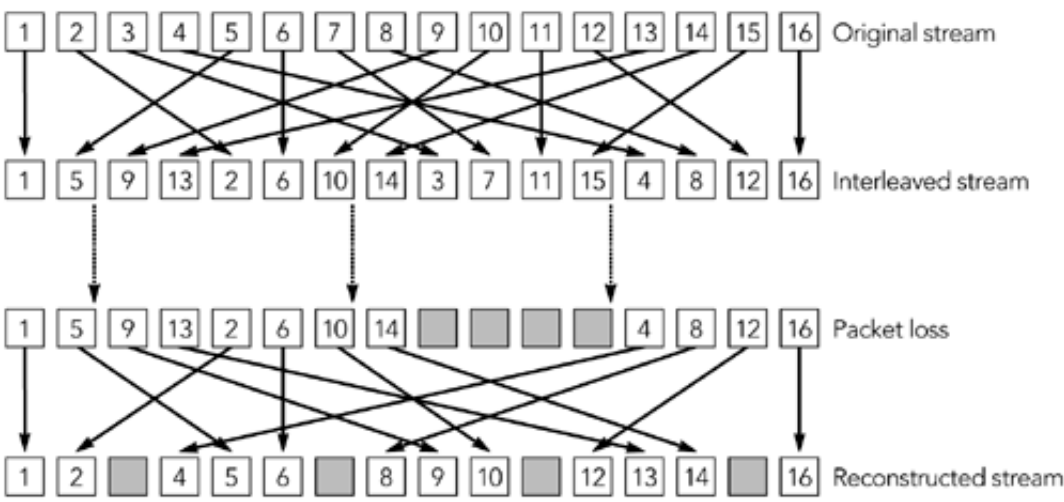 1 2 3 4 5 6 7 8 9 10 11 12 13 14 15 16 Original stream
1 5 9 13 2 6 10 14 3 7 11 15 4 8 12 16 Interleaved stream
1 5 9 13 2 6 10 14 4 8 12 16 Packet loss
1 2 4 5 6 8 9 10 12 13 14 16 Reconstructed stream